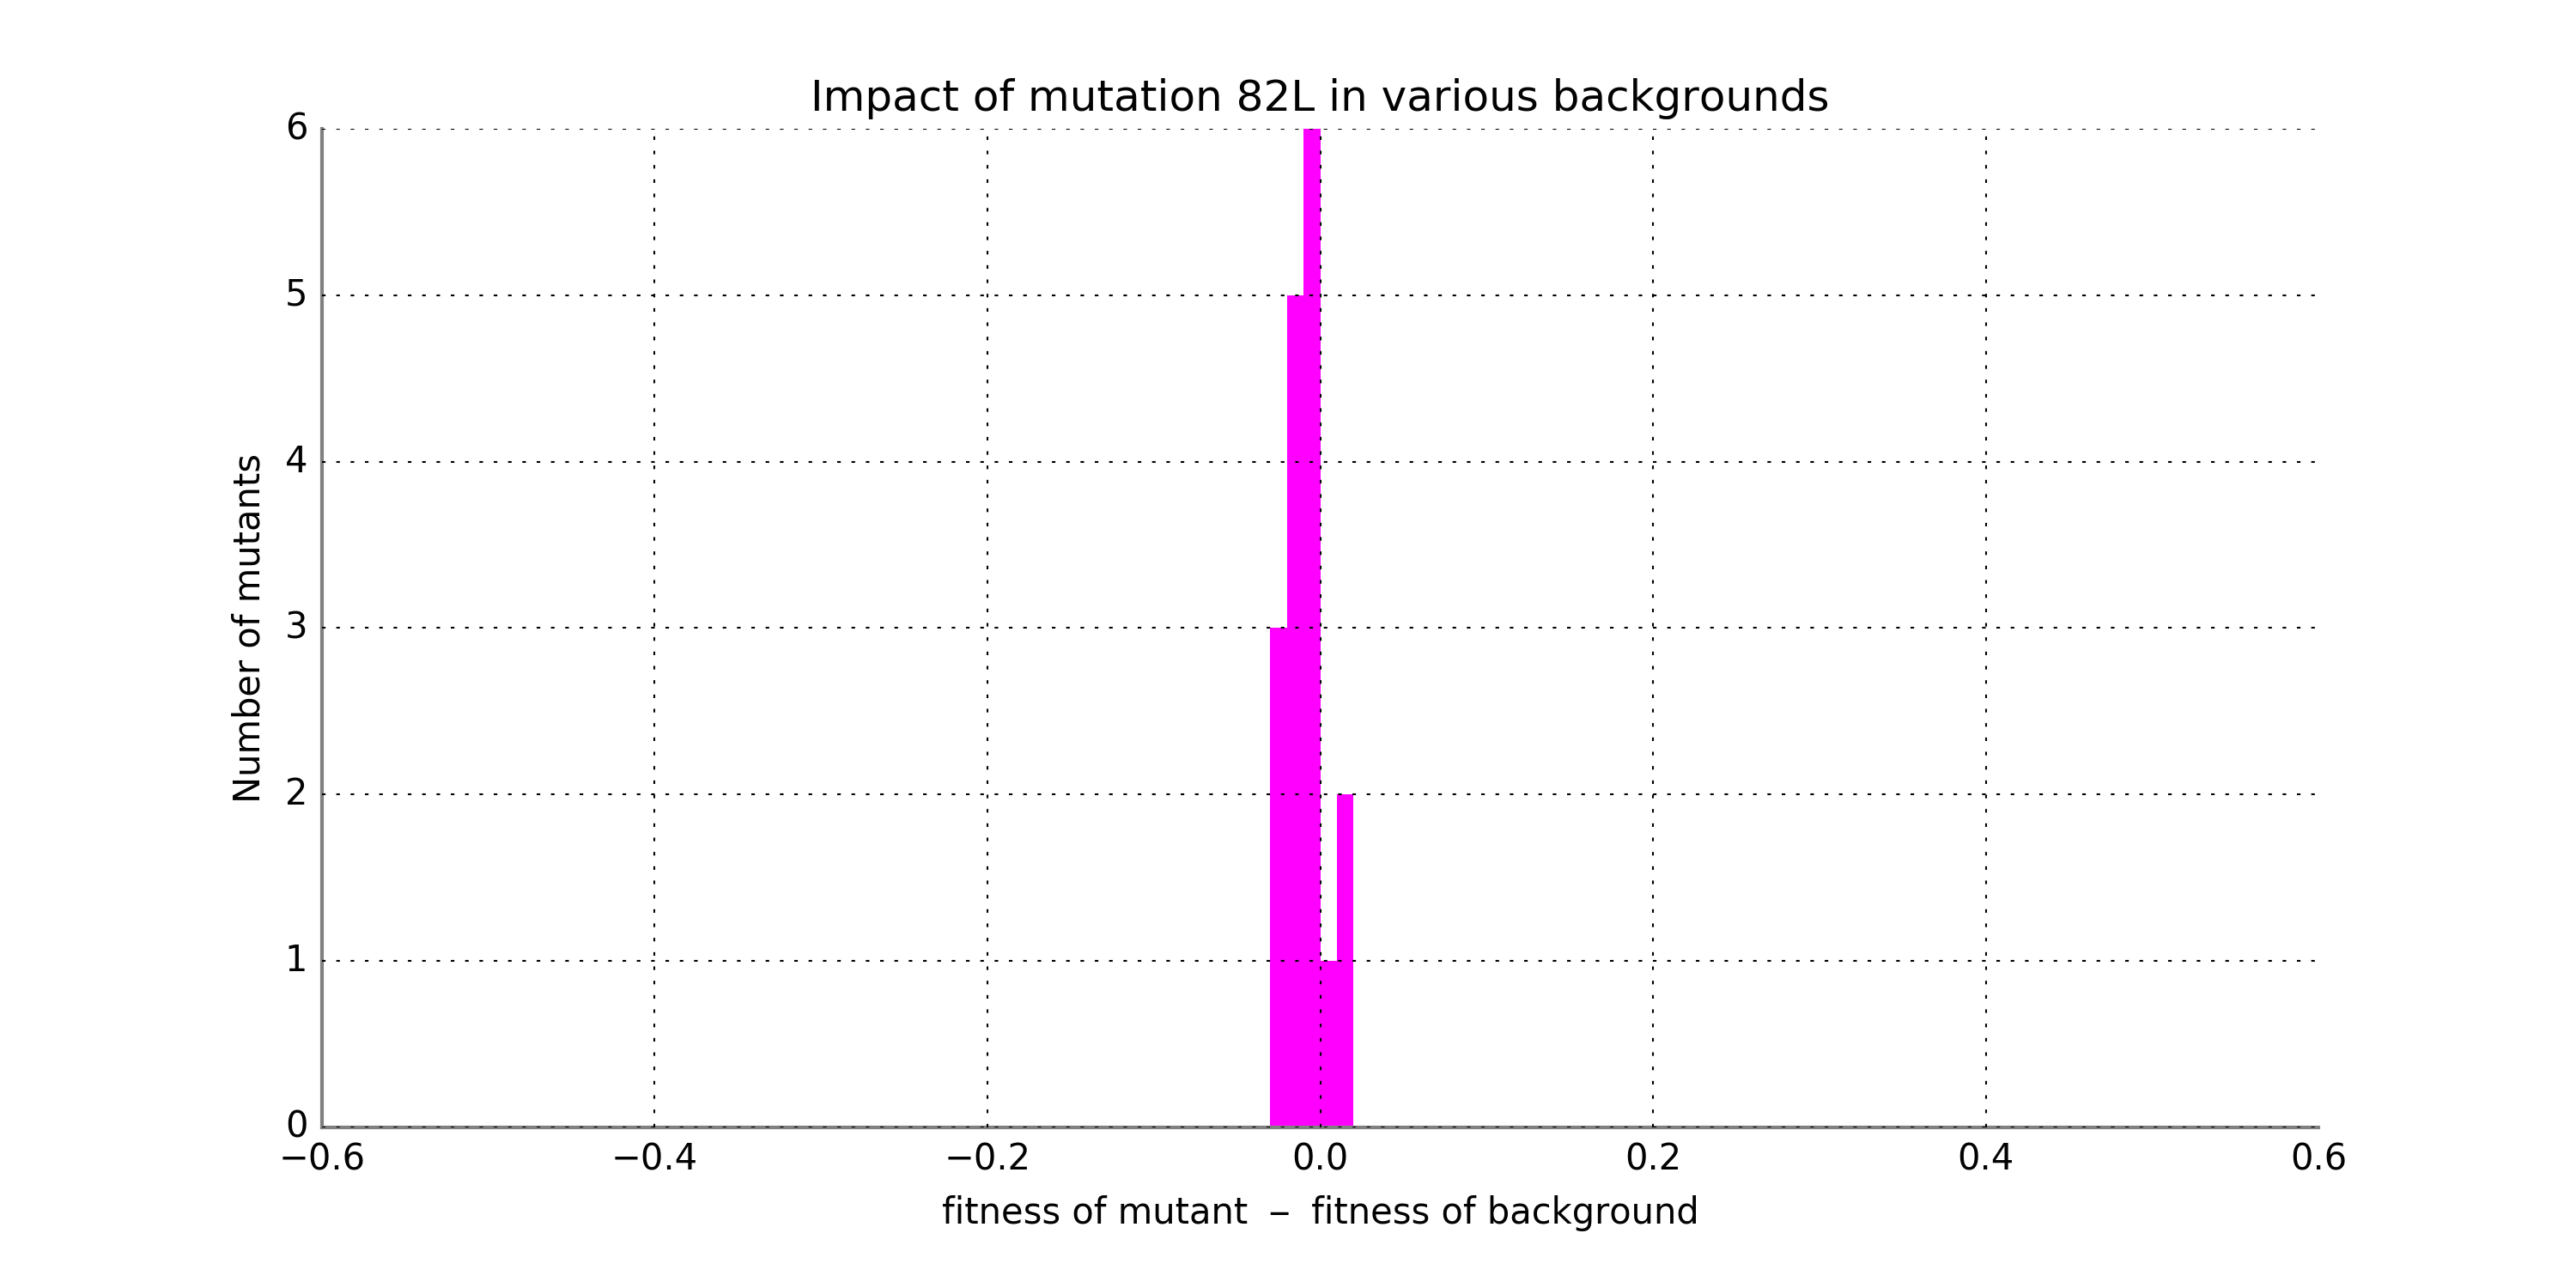 Impact of mutation 82L in various backgrounds
6
5
4
3
2
1
0
Number of mutants
−0.6 −0.4 −0.2 0.0 0.2 0.4 0.6
fitness of mutant − fitness of background